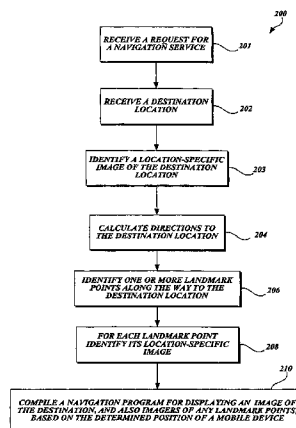 200
RECEIVE A REQUEST FOR
A NAVIGATION SERVICE
201
RECEIVE A DESTINATION
LOCATION
202
IDENTIFY A LOCATION-SPECIFIC
IMAGE OF THE DESTINATION
LOCATION
203
CALCULATE DIRECTIONS TO
THE DESTINATION LOCATION
204
IDENTIFY ONE OR MORE LANDMARK
POINTS ALONG THE WAY TO THE
DESTINATION LOCATION
206
FOR EACH LANDMARK POINT
IDENTIFY ITS LOCATION-SPECIFIC
IMAGE
208
210
COMPILE A NAVIGATION PROGRAM FOR DISPLAYING AN IMAGE OF
THE DESTINATION, AND ALSO IMAGERS OF ANY LANDMARK POINTS,
BASED ON THE DETERMINED POSITION OF A MOBILE DEVICE